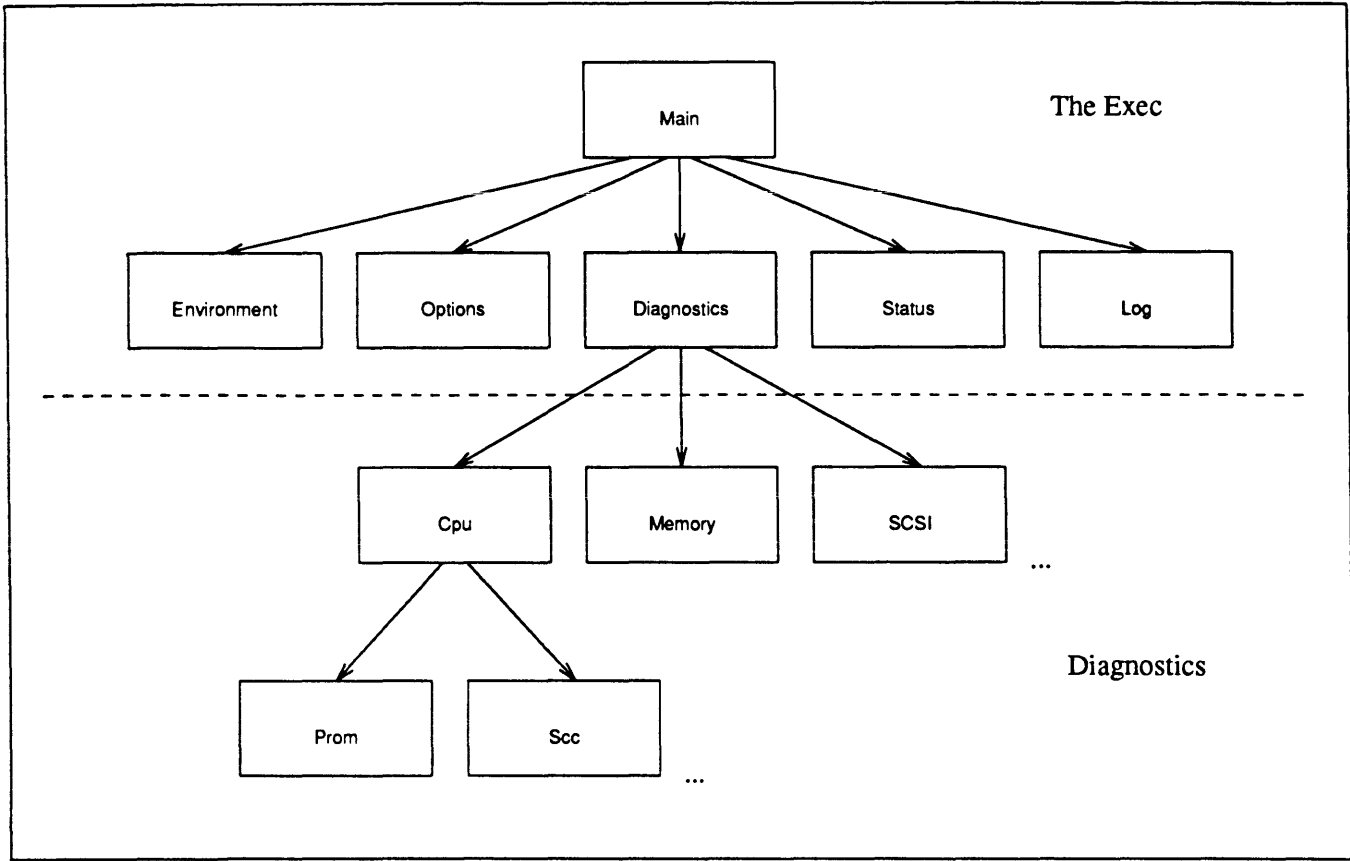 The Exec
Main
Environment
Options
Diagnostics
Status
Log
Cpu
Memory
SCSI
...
Diagnostics
Prom
Scc
...